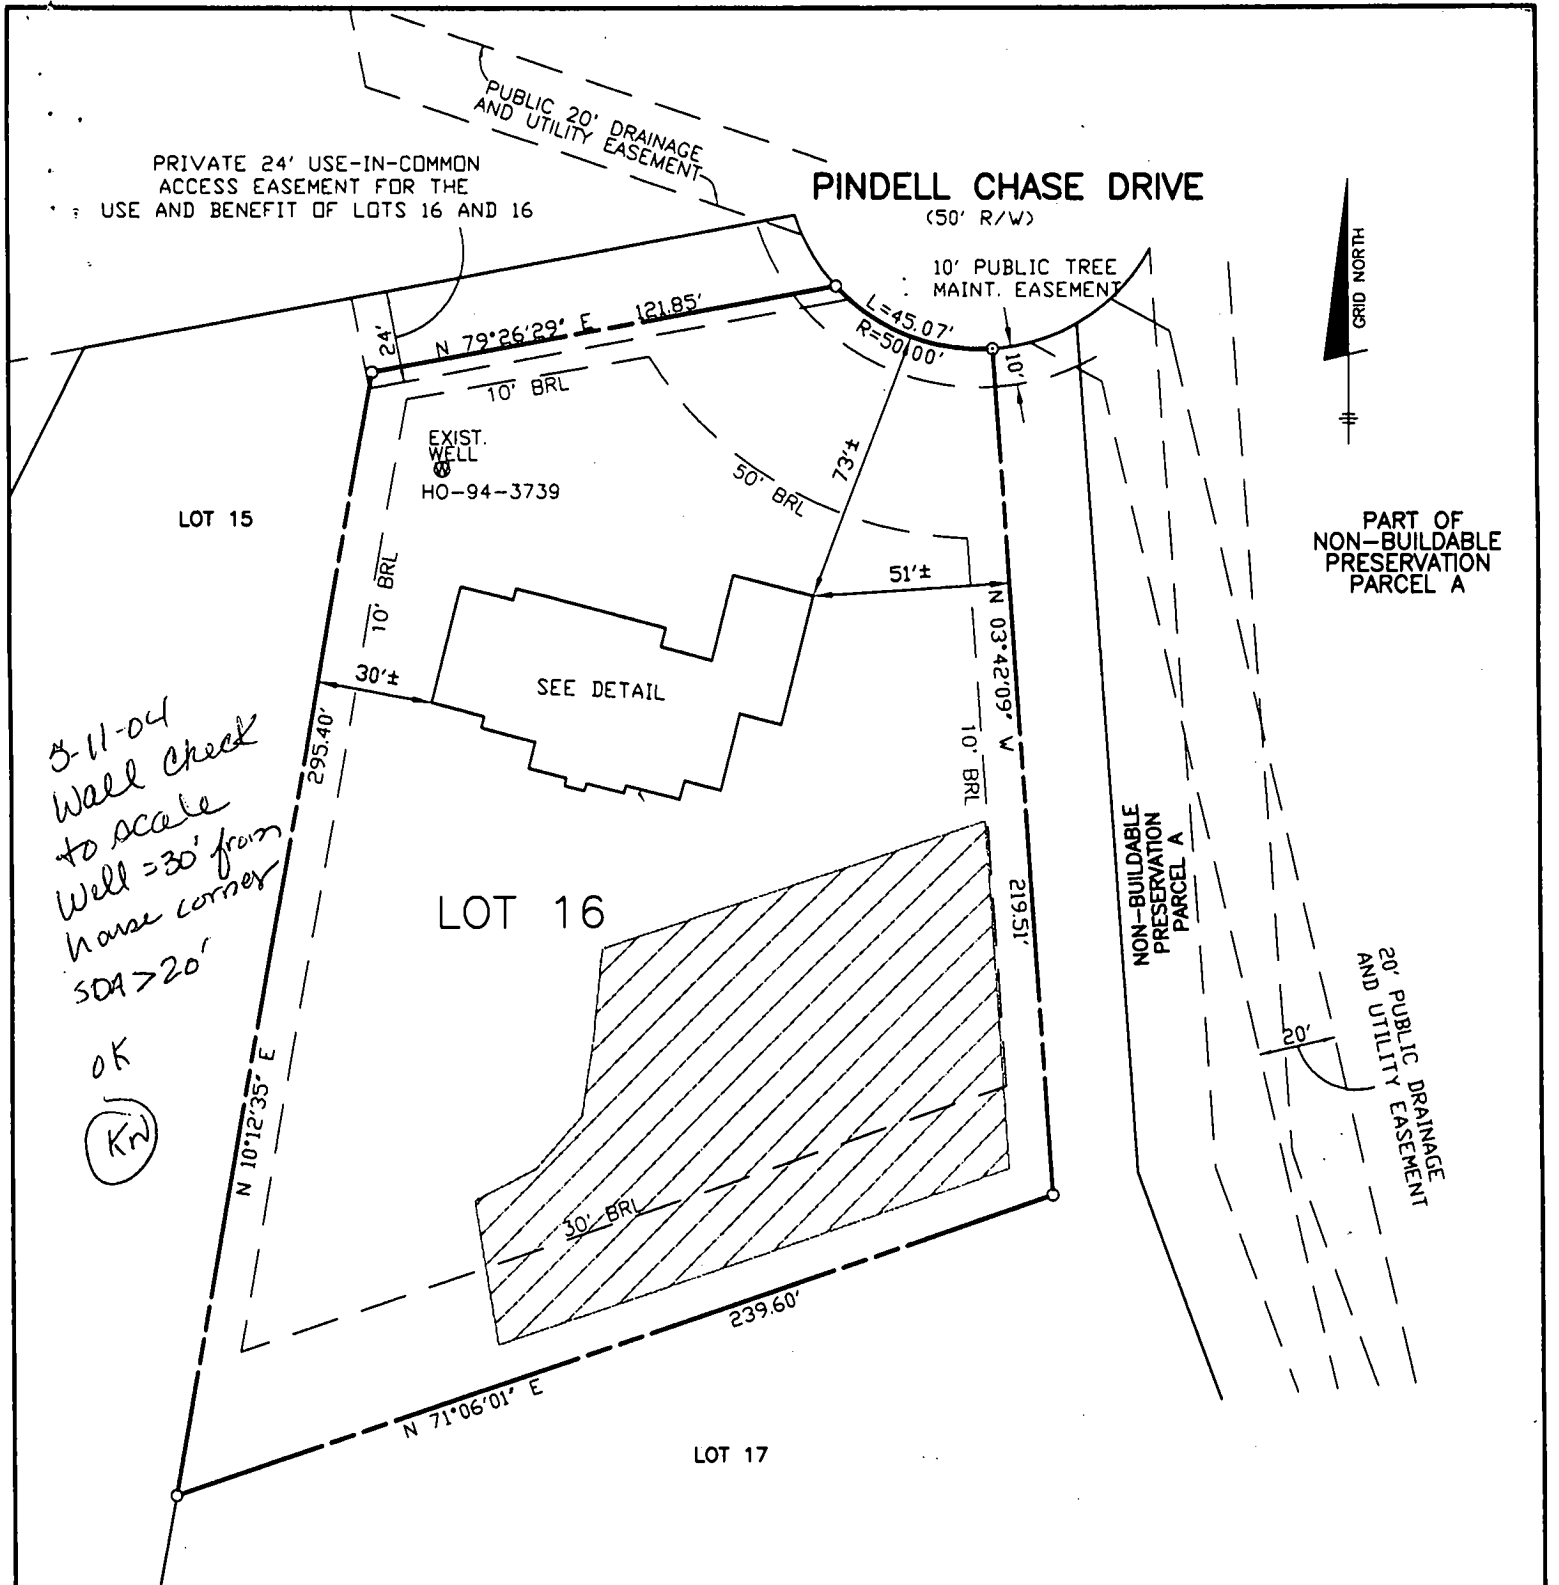 PUBLIC 20' DRAINAGE
AND UTILITY EASEMENT
PRIVATE 24' USE-IN-COMMON
ACCESS EASEMENT FOR THE
USE AND BENEFIT OF LOTS 16 AND 16
PINDELL CHASE DRIVE
(50' R/W)
10' PUBLIC TREE
MAINT. EASEMENT
GRID NORTH
24'
N 79°26'29" E 121.85'
L=45.07'
R=50.00'
10'
10' BRL
EXIST.
WELL
W
HO-94-3739
50' BRL
73'±
LOT 15
PART OF
NON-BUILDABLE
PRESERVATION
PARCEL A
10' BRL
51'±
N 03°42'09" W
30'±
SEE DETAIL
10' BRL
295.40'
3-11-04
Wall Check
to scale
Well = 30' from
house corner
SDA > 20'
OK
KN
LOT 16
219.51'
NON-BUILDABLE
PRESERVATION
PARCEL A
20' PUBLIC DRAINAGE
AND UTILITY EASEMENT
20'
N 10°12'35" E
30' BRL
239.60'
N 71°06'01" E
LOT 17